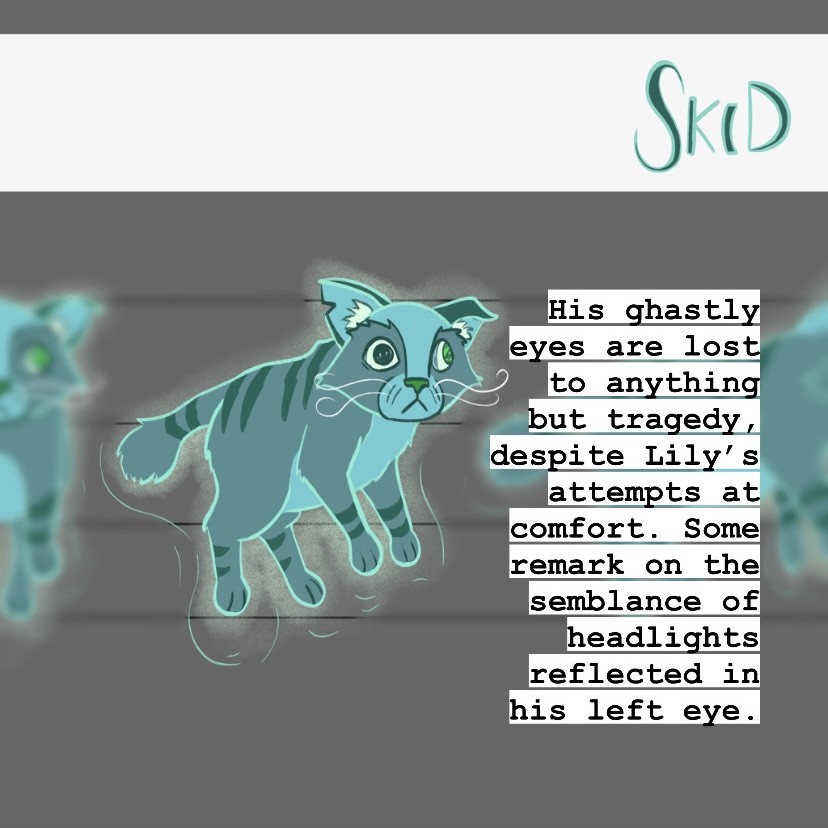 SKiD
His ghastly
eyes are lost
to anything
but tragedy,
despite Lily’s
attempts at
comfort. Some
remark on the
semblance of
headlights
reflected in
his left eye.